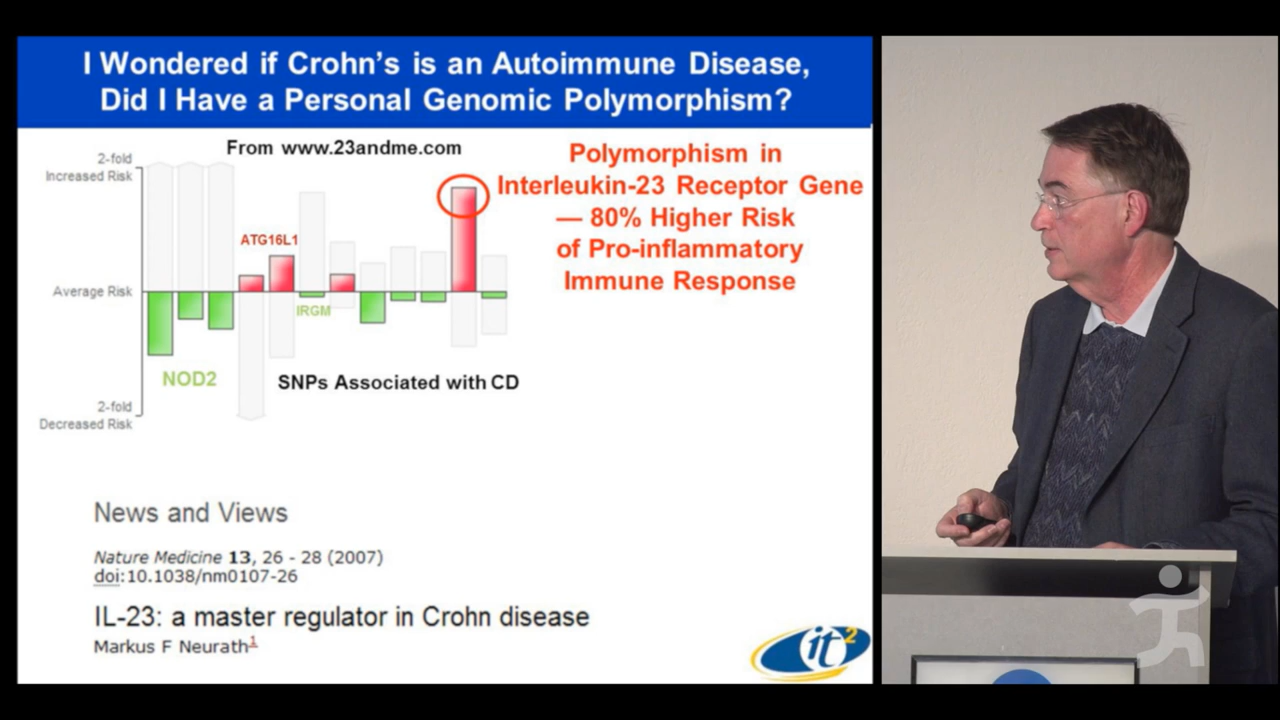 I Wondered if Crohn's is an Autoimmune Disease,
Did I Have a Personal Genomic Polymorphism?
From www.23andme.com
2-fold
Increased Risk
ATG16L1
Average Risk
IRGM
NOD2
SNPs Associated with CD
2-fold
Decreased Risk
Polymorphism in
Interleukin-23 Receptor Gene
— 80% Higher Risk
of Pro-inflammatory
Immune Response
News and Views
Nature Medicine 13, 26 - 28 (2007)
doi:10.1038/nm0107-26
IL-23: a master regulator in Crohn disease
Markus F Neurath1
it2